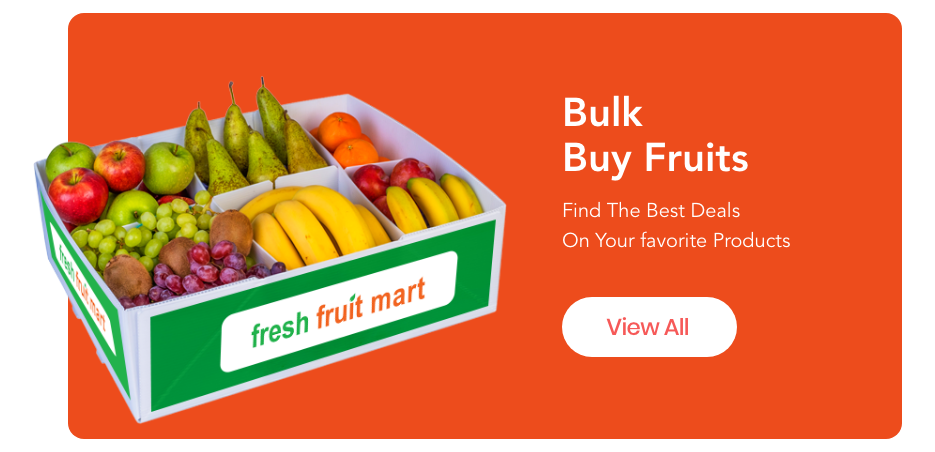 Bulk
Buy Fruits
Find The Best Deals
On Your favorite Products
View All
fresh fruit mart
fresh fruit mart